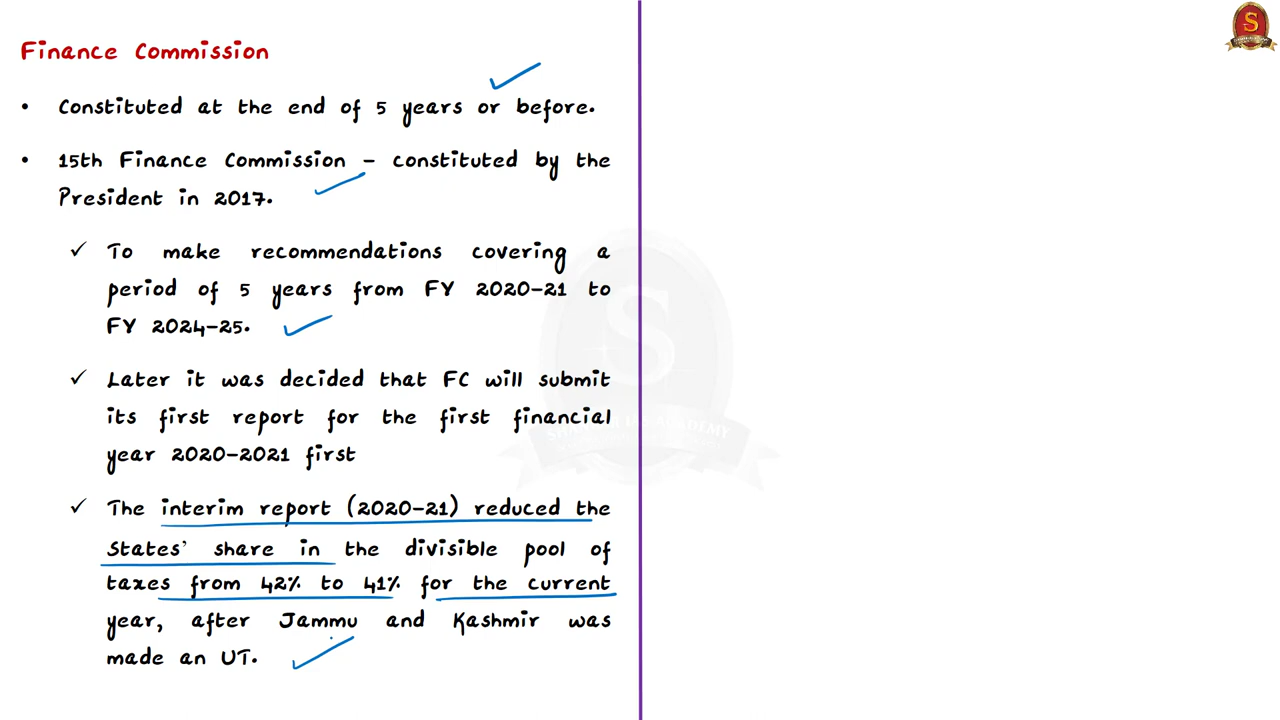 Finance Commission
• Constituted at the end of 5 years or before.
• 15th Finance Commission – constituted by the
President in 2017.
✓ To make recommendations covering a
period of 5 years from FY 2020-21 to
FY 2024-25.
✓ Later it was decided that FC will submit
its first report for the first financial
year 2020-2021 first
✓ The interim report (2020-21) reduced the
States' share in the divisible pool of
taxes from 42% to 41% for the current
year, after Jammu and Kashmir was
made an UT.
S